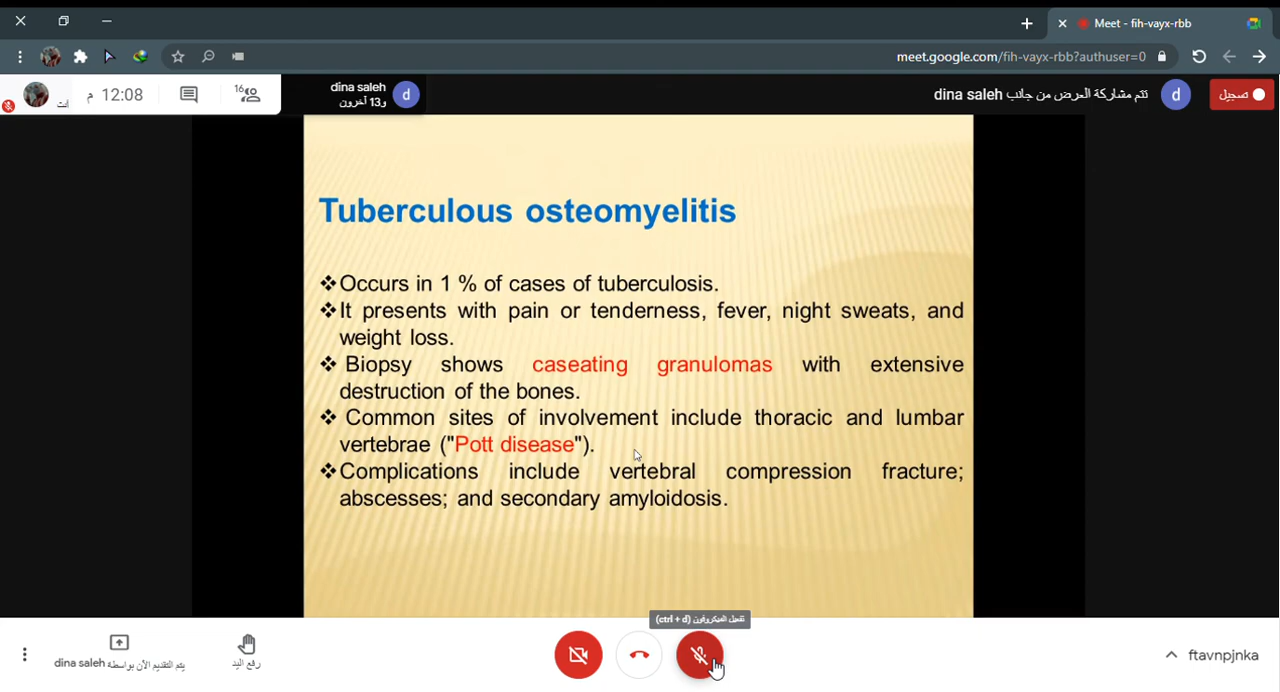 Meet - fih-vayx-rbb
meet.google.com/fih-vayx-rbb?authuser=0
تسجيل
تتم مشاركة العرض من جانب dina saleh
dina saleh
و13 آخرون
d
d
16
12:08 م
أنت
Tuberculous osteomyelitis
❖Occurs in 1 % of cases of tuberculosis.
❖It presents with pain or tenderness, fever, night sweats, and
weight loss.
❖ Biopsy shows caseating granulomas with extensive
destruction of the bones.
❖ Common sites of involvement include thoracic and lumbar
vertebrae ("Pott disease").
❖Complications include vertebral compression fracture;
abscesses; and secondary amyloidosis.
تفعيل الميكروفون (ctrl + d)
ftavnpjnka
رفع اليد
يتم التقديم الآن بواسطة dina saleh